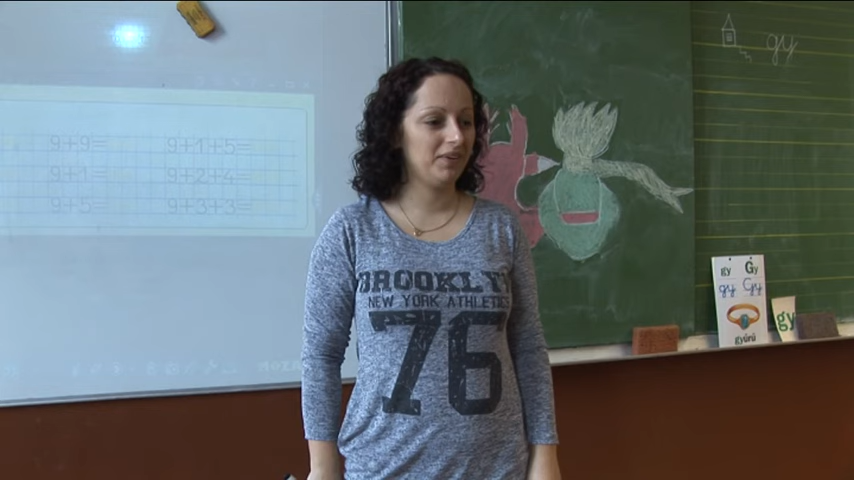 9+9=
9+1+5=
9+1=
9+2+4=
9+5=
9+3+3=
BROOKLYN
NEW YORK ATHLETICS
76
gy
gy Gy
gy Gy
gyűrű
gy